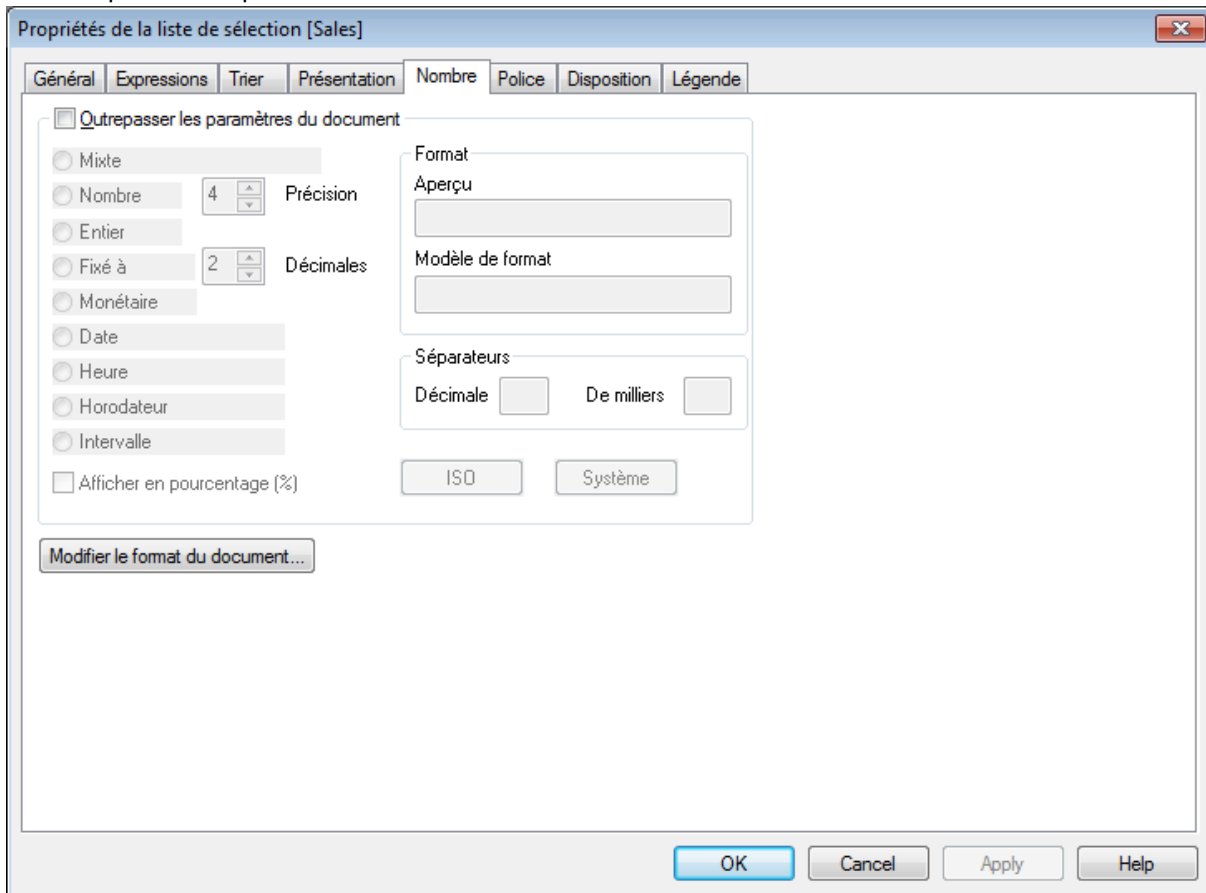 Propriétés de la liste de sélection [Sales]
Général Expressions Trier Présentation Nombre Police Disposition Légende
Outrepasser les paramètres du document
Mixte
Nombre 4 Précision
Entier
Fixé à 2 Décimales
Monétaire
Date
Heure
Horodateur
Intervalle
Afficher en pourcentage (%)
Format
Aperçu
Modèle de format
Séparateurs
Décimale De milliers
ISO Système
Modifier le format du document...
OK Cancel Apply Help